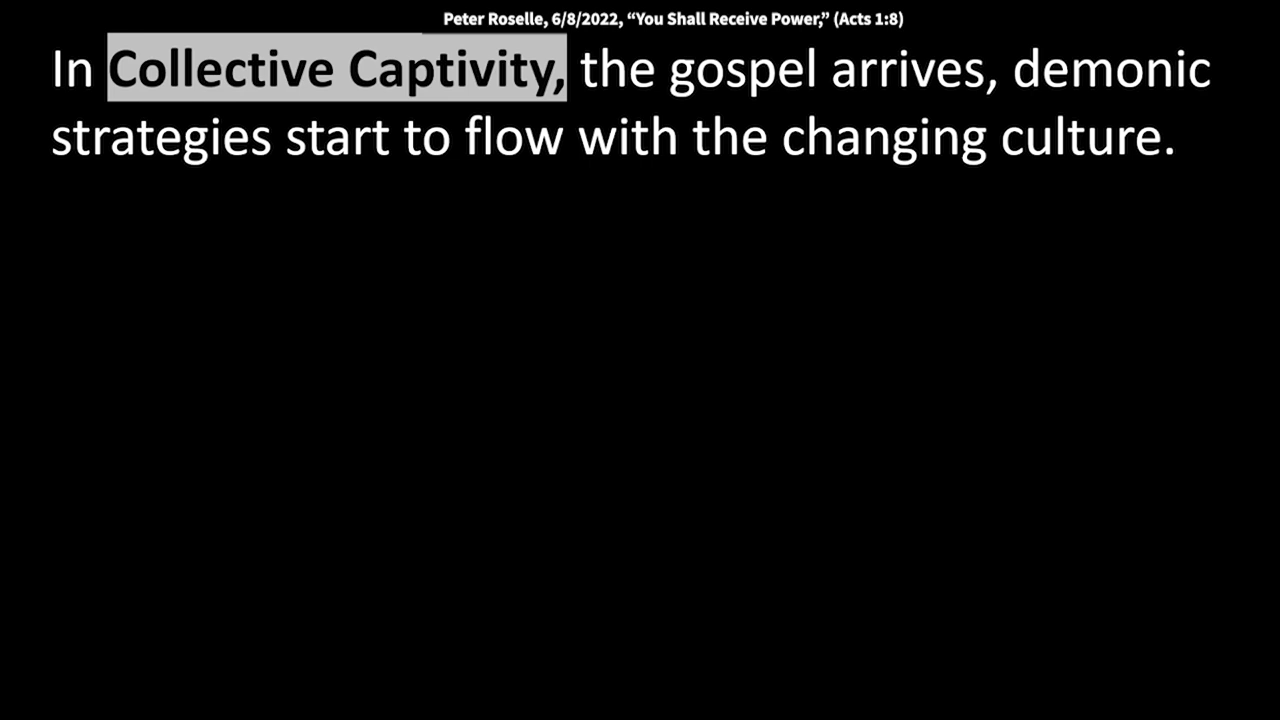 Peter Roselle, 6/8/2022, “You Shall Receive Power,” (Acts 1:8)
In Collective Captivity, the gospel arrives, demonic
strategies start to flow with the changing culture.